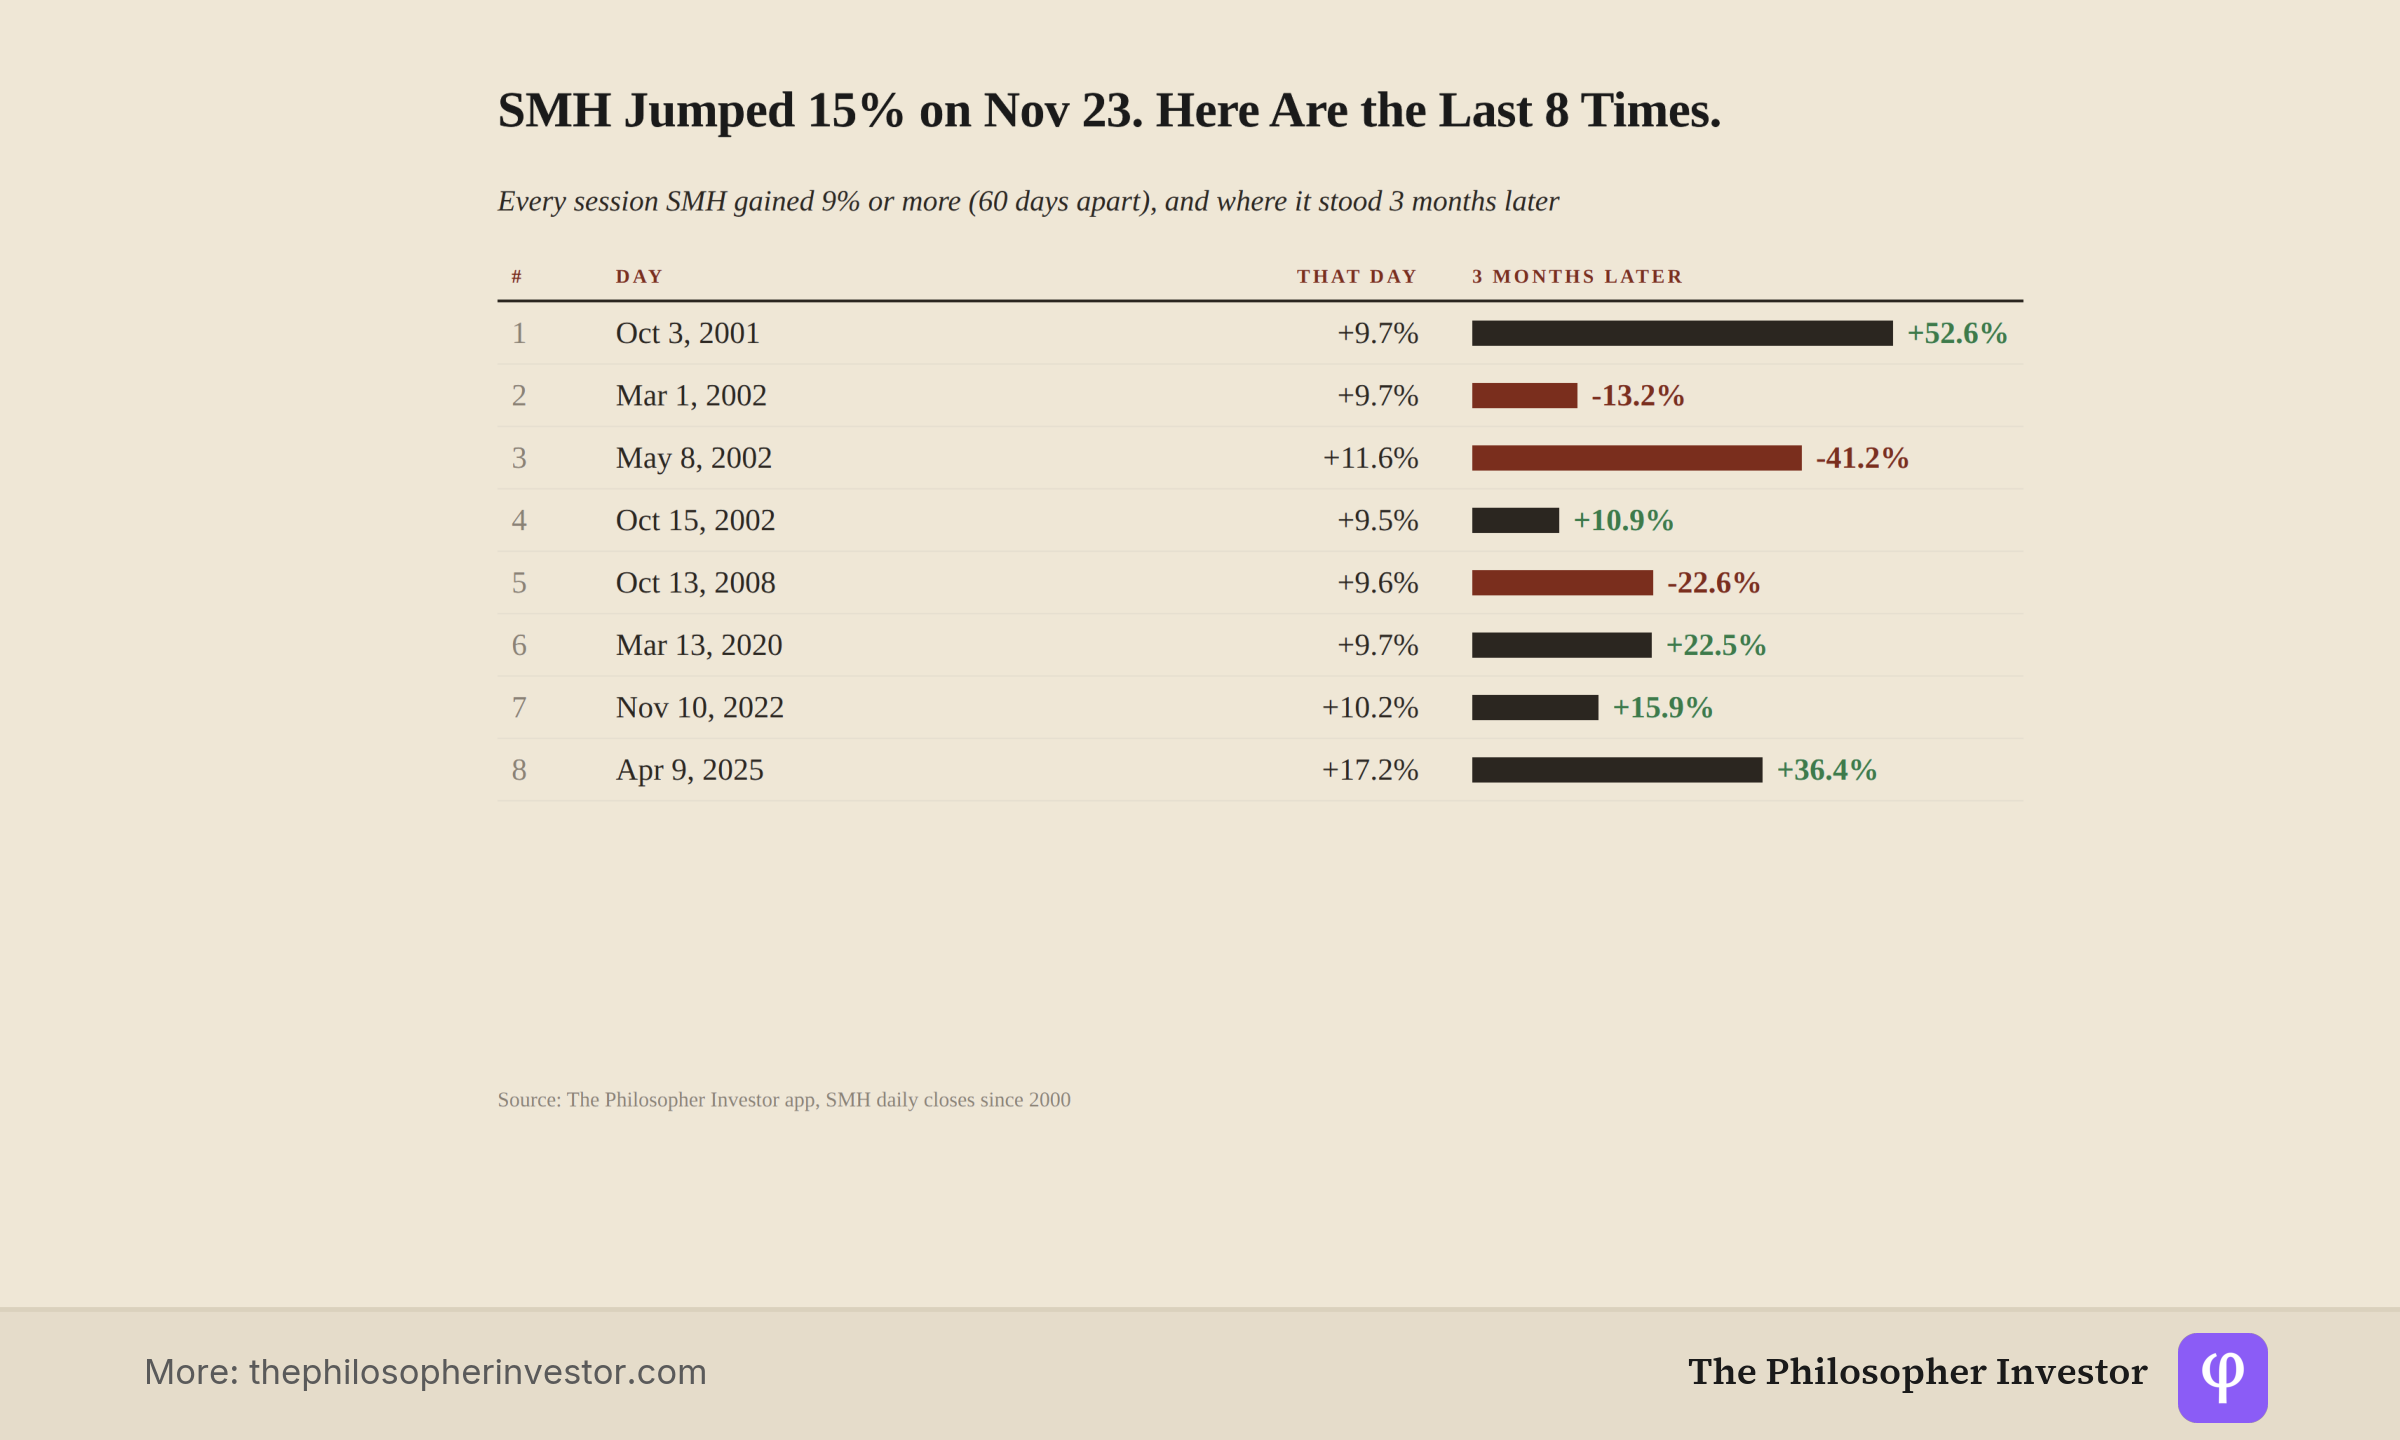 SMH Jumped 15% on Nov 23. Here Are the Last 8 Times.
Every session SMH gained 9% or more (60 days apart), and where it stood 3 months later
# DAY THAT DAY 3 MONTHS LATER
1 Oct 3, 2001 +9.7% +52.6%
2 Mar 1, 2002 +9.7% -13.2%
3 May 8, 2002 +11.6% -41.2%
4 Oct 15, 2002 +9.5% +10.9%
5 Oct 13, 2008 +9.6% -22.6%
6 Mar 13, 2020 +9.7% +22.5%
7 Nov 10, 2022 +10.2% +15.9%
8 Apr 9, 2025 +17.2% +36.4%
Source: The Philosopher Investor app, SMH daily closes since 2000
More: thephilosopherinvestor.com
The Philosopher Investor φ